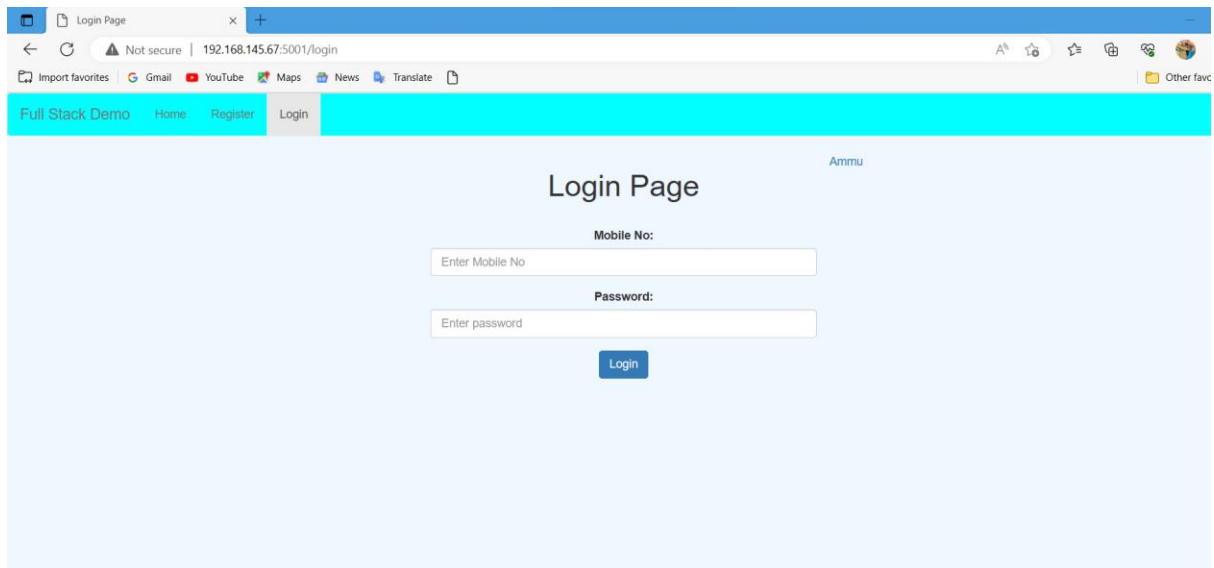 Login Page
Not secure | 192.168.145.67:5001/login
Import favorites Gmail YouTube Maps News Translate Other favo
Full Stack Demo Home Register Login
Ammu
Login Page
Mobile No:
Enter Mobile No
Password:
Enter password
Login